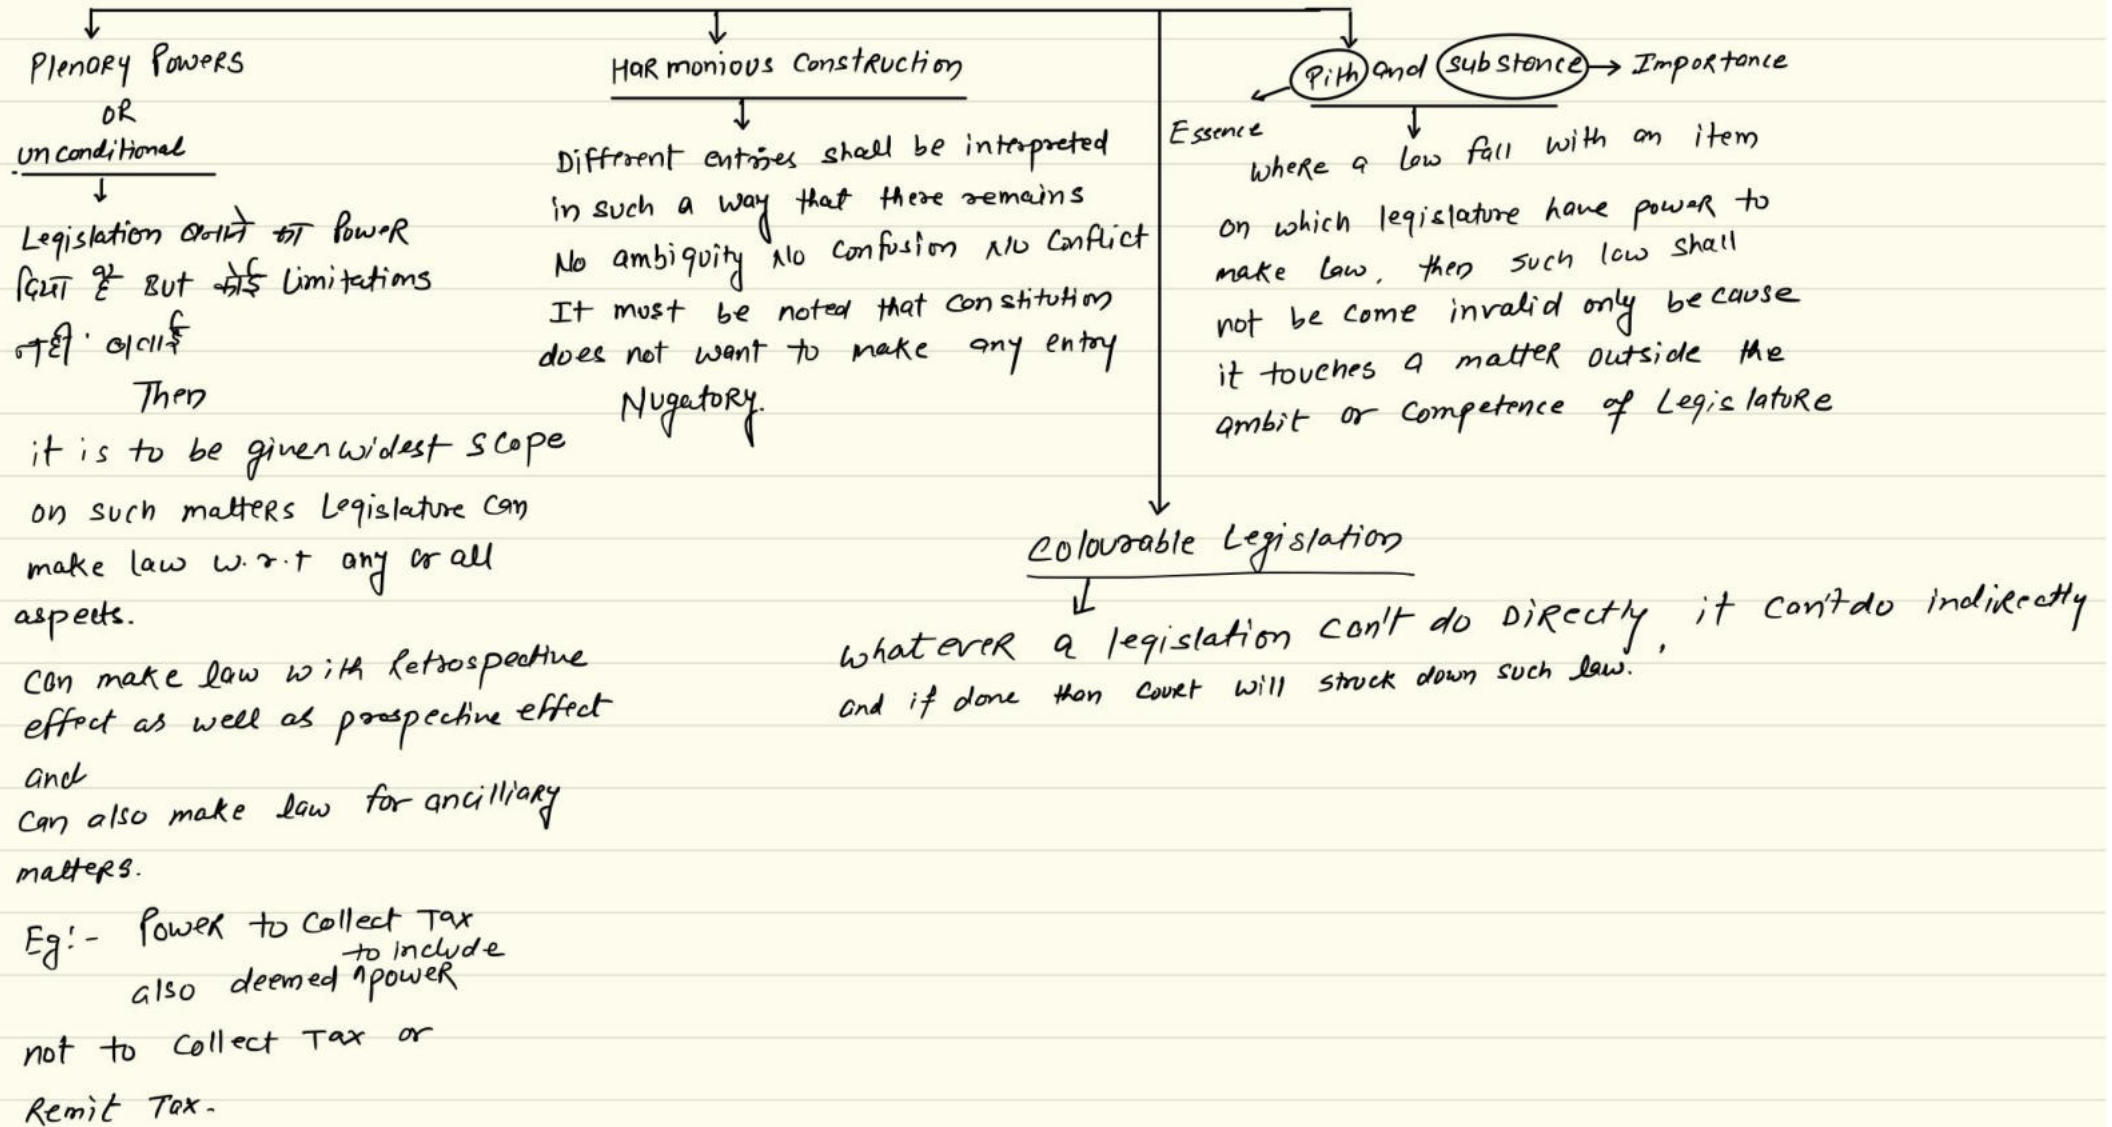 Plenary Powers
OR
unconditional
Legislation बनाने का Power
दिया है But कोई Limitations
नहीं बताई
Then
it is to be given widest scope
on such matters Legislature can
make law w.r.t any or all
aspects.
can make law with Retrospective
effect as well as prospective effect
and
can also make law for ancilliary
matters.
Eg:- Power to collect Tax
to include
also deemed ^power
not to collect Tax or
Remit Tax.
Harmonious Construction
Different entries shall be interpreted
in such a way that there remains
No ambiguity No confusion No conflict
It must be noted that constitution
does not want to make any entry
Nugatory.
Pith and substance → Importance
Essence
where a law fall with an item
on which legislature have power to
make law, then such law shall
not be come invalid only because
it touches a matter outside the
ambit or competence of Legislature
Colourable Legislation
whatever a legislation can't do Directly, it can't do indirectly
and if done then court will struck down such law.